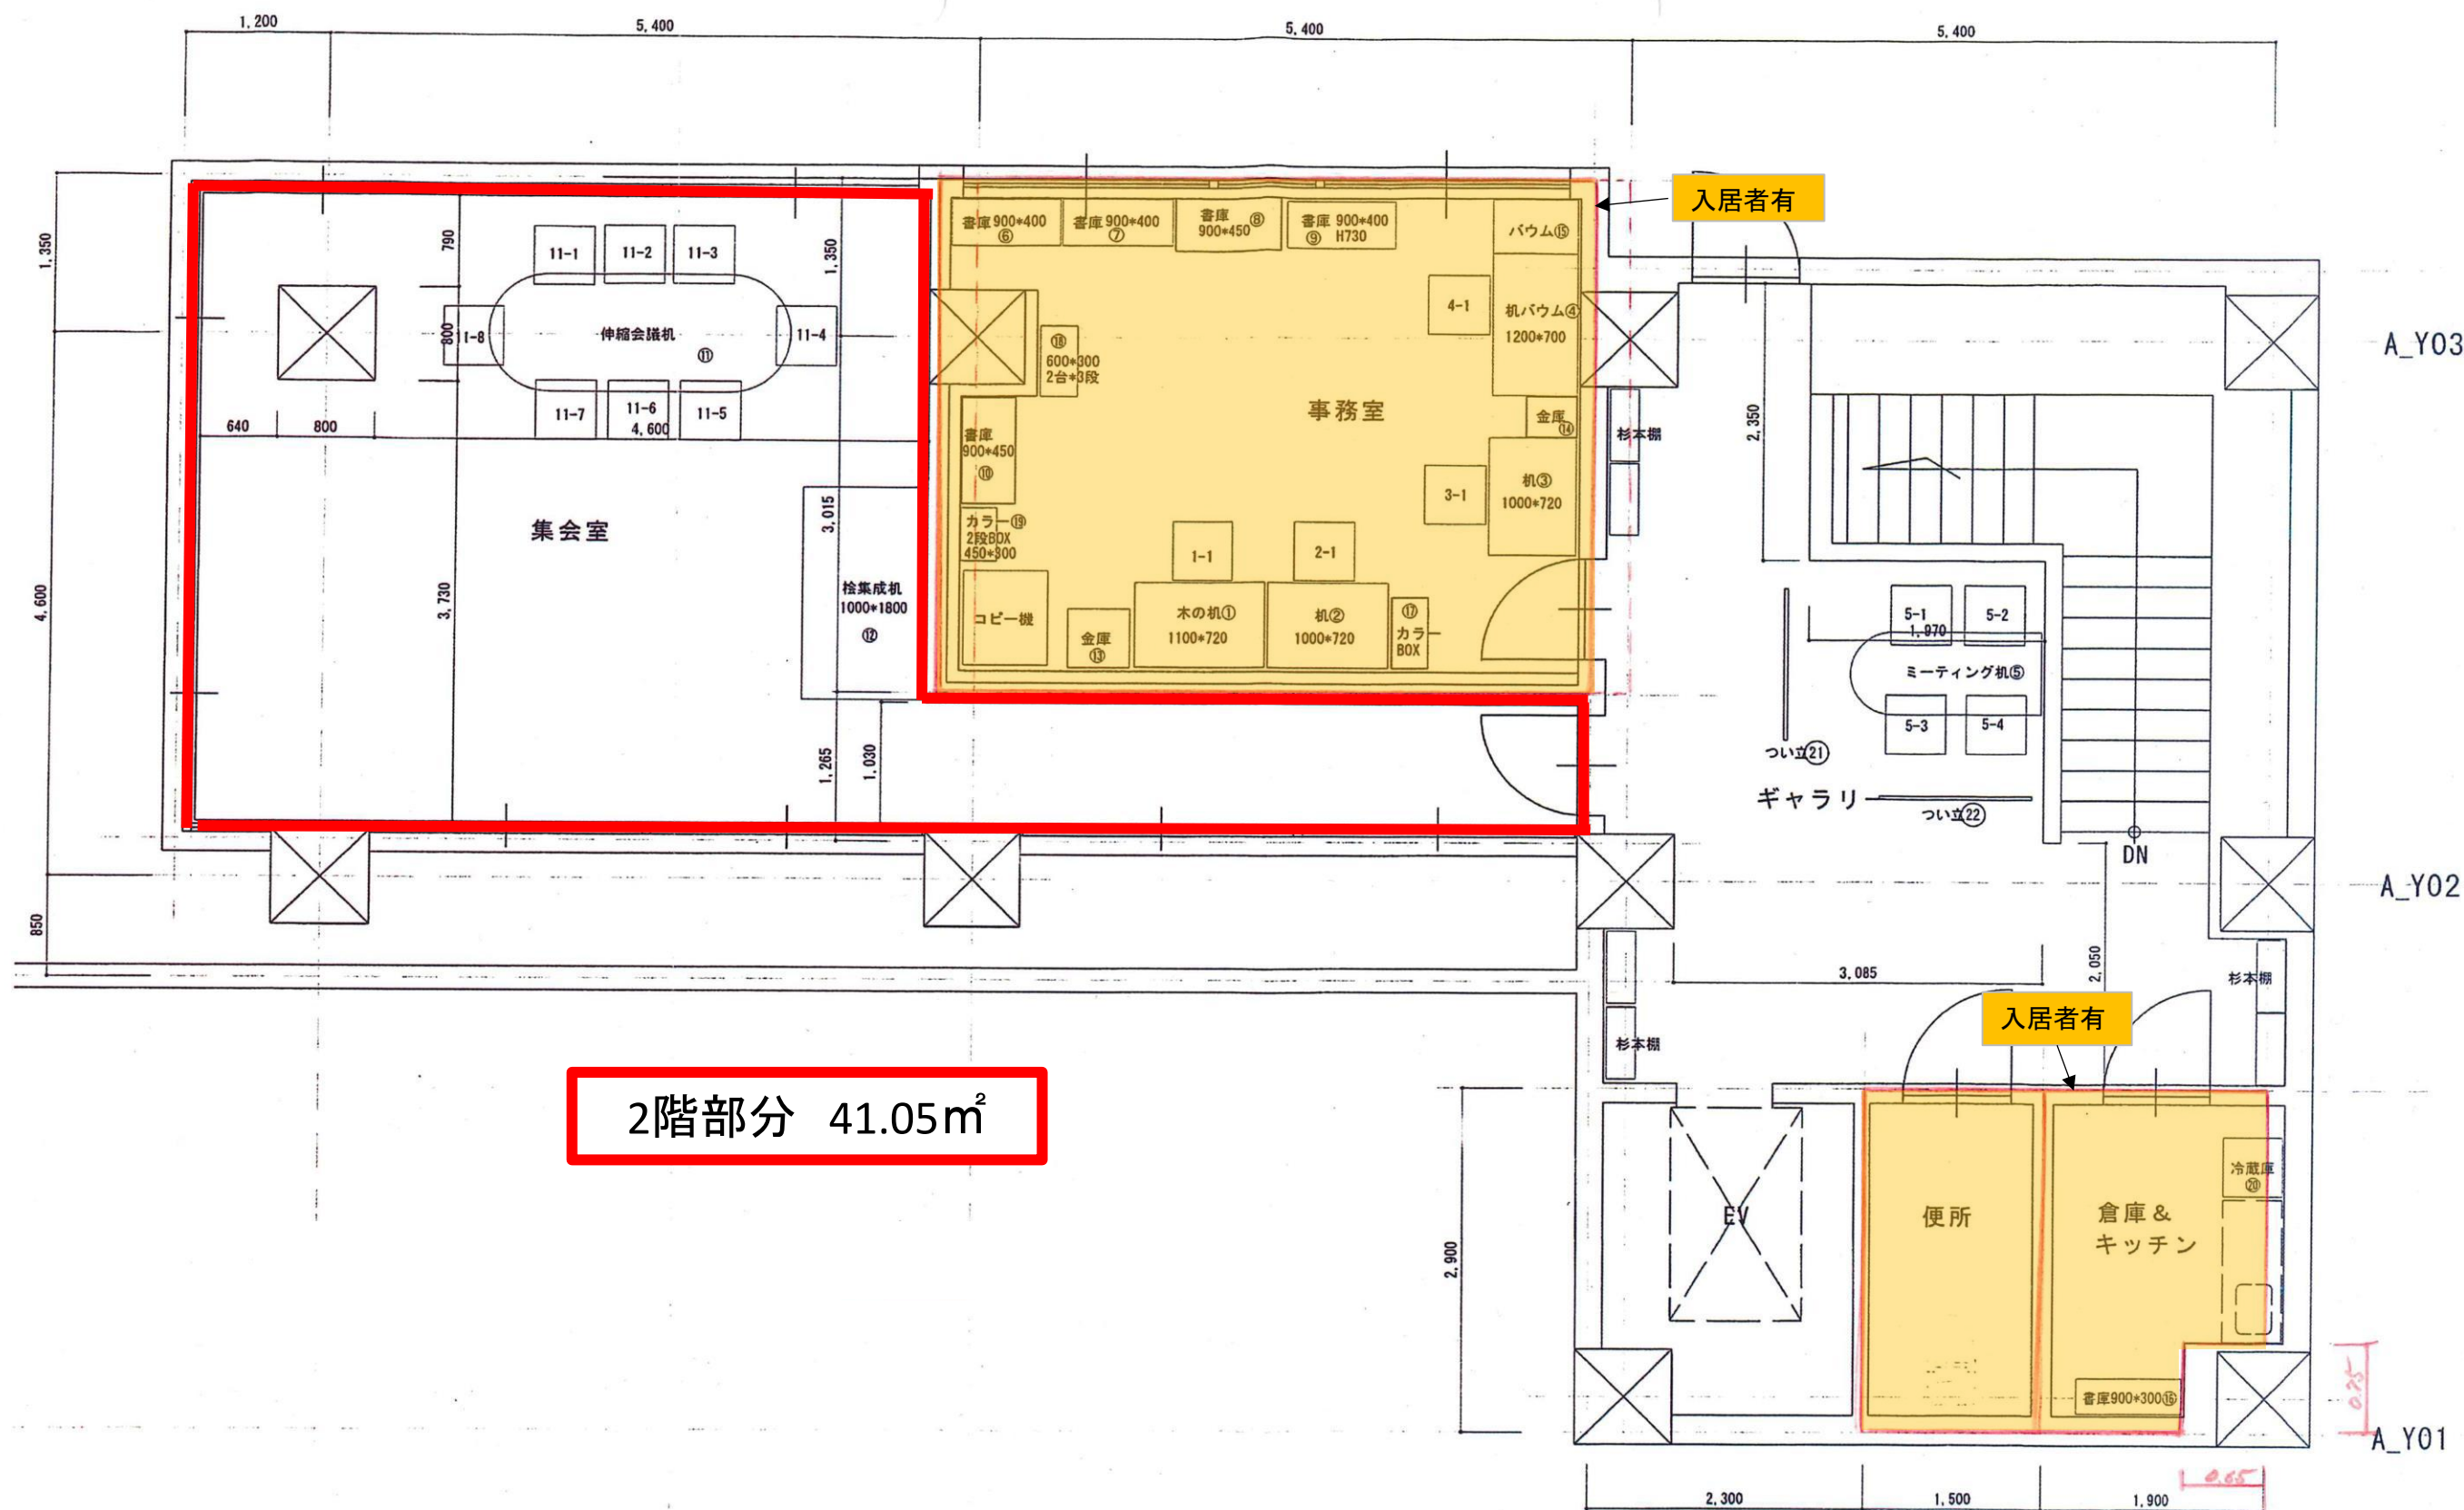 1,200
5,400
5,400
5,400
入居者有
1,350
4,600
850
790
800
3,730
1,350
3,015
1,265
1,030
640
800
4,600
11-1
11-2
11-3
11-8
伸縮会議机
⑪
11-4
11-7
11-6
11-5
集会室
桧集成机
1000*1800
⑫
書庫900*400
⑥
書庫900*400
⑦
書庫
900*450
⑧
書庫 900*400
⑨ H730
バウム⑮
机バウム④
1200*700
4-1
⑱
600*300
2台*3段
事務室
金庫
⑭
書庫
900*450
⑩
カラー⑲
2段BOX
450*300
3-1
机③
1000*720
1-1
2-1
コピー機
金庫
⑬
木の机①
1100*720
机②
1000*720
⑰
カラー
BOX
杉本棚
2,350
5-1
5-2
1,970
ミーティング机⑤
5-3
5-4
つい立㉑
ギャラリー
つい立㉒
DN
A_Y03
A_Y02
3,085
2,050
杉本棚
杉本棚
入居者有
2階部分 41.05㎡
2,900
EV
便所
倉庫&
キッチン
冷蔵庫
⑳
書庫900*300⑯
A_Y01
2,300
1,500
1,900
0.65